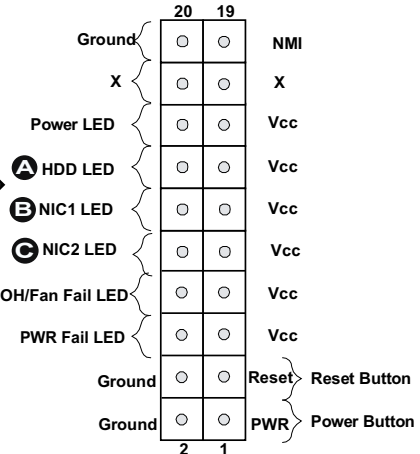 20 19
Ground NMI
X X
Power LED Vcc
A HDD LED Vcc
B NIC1 LED Vcc
C NIC2 LED Vcc
OH/Fan Fail LED Vcc
PWR Fail LED Vcc
Ground Reset Reset Button
Ground PWR Power Button
2 1